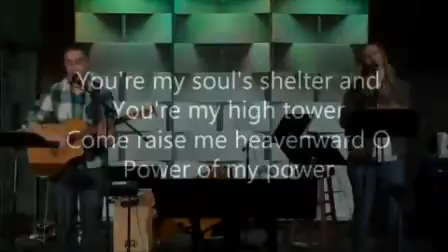 You're my soul's shelter and
You're my high tower
Come raise me heavenward O
Power of my power